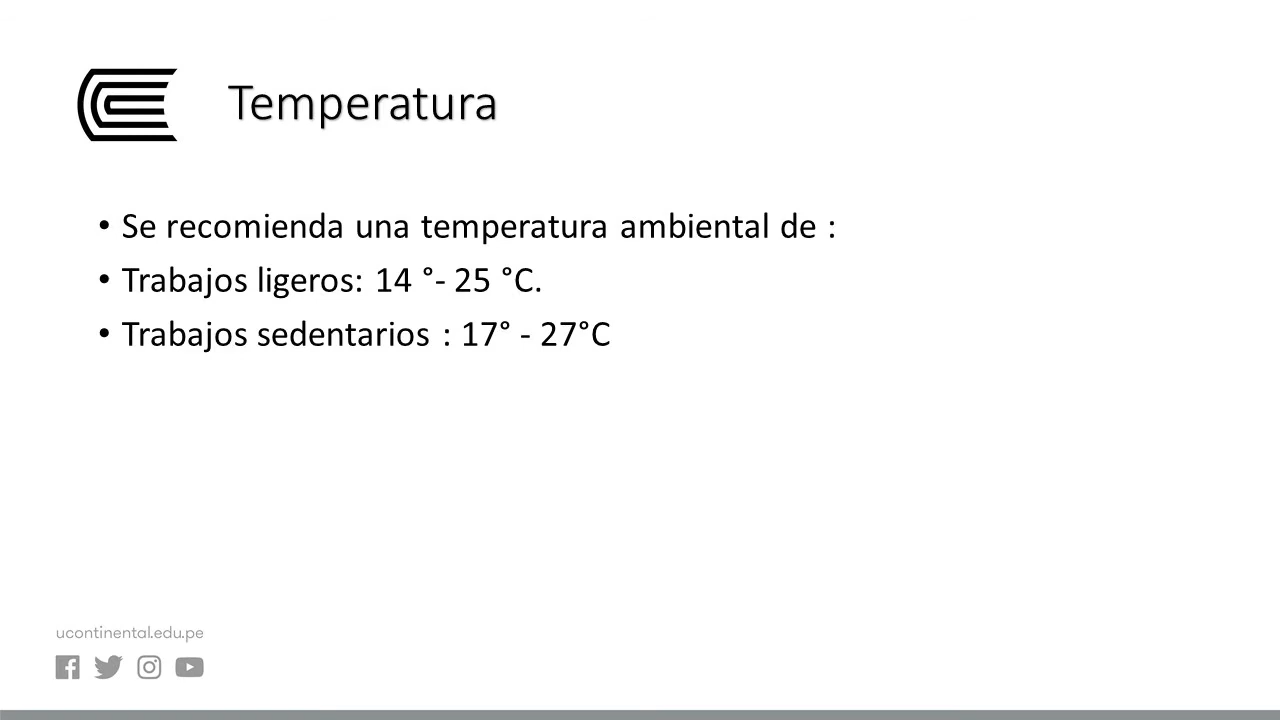 Temperatura
• Se recomienda una temperatura ambiental de :
• Trabajos ligeros: 14 °- 25 °C.
• Trabajos sedentarios : 17° - 27°C
ucontinental.edu.pe